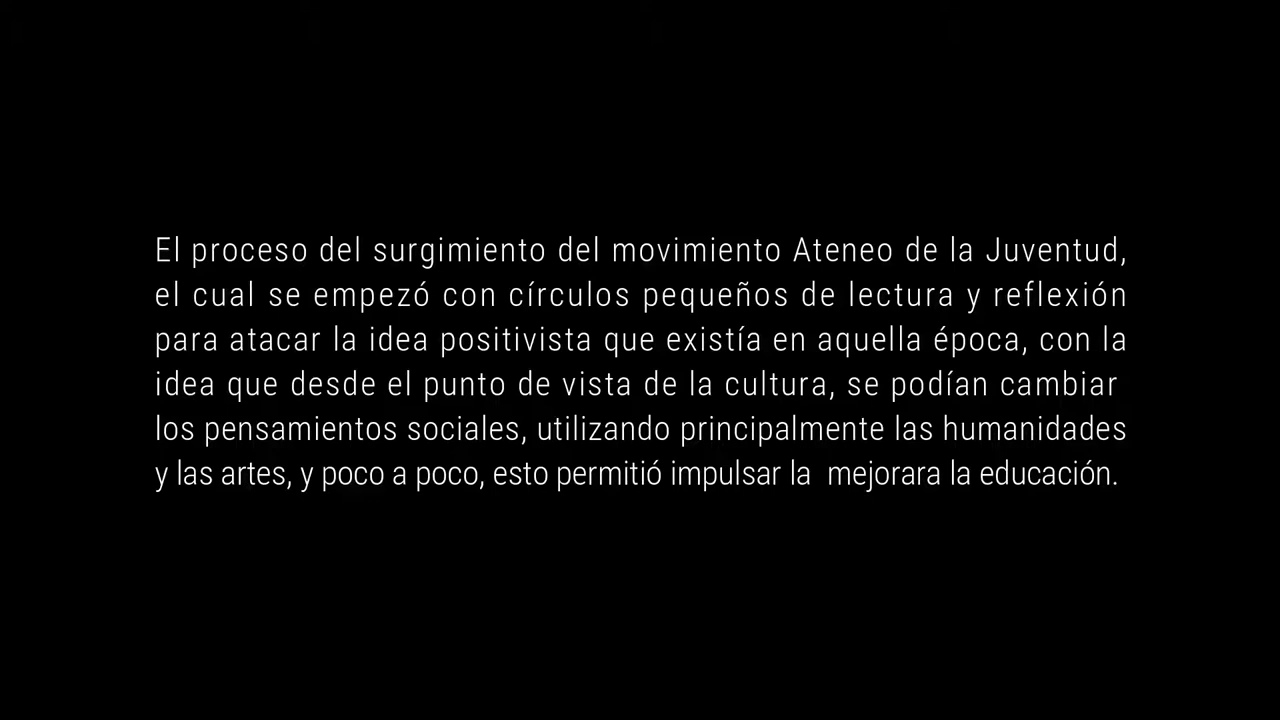 El proceso del surgimiento del movimiento Ateneo de la Juventud,
el cual se empezó con círculos pequeños de lectura y reflexión
para atacar la idea positivista que existía en aquella época, con la
idea que desde el punto de vista de la cultura, se podían cambiar
los pensamientos sociales, utilizando principalmente las humanidades
y las artes, y poco a poco, esto permitió impulsar la  mejorara la educación.